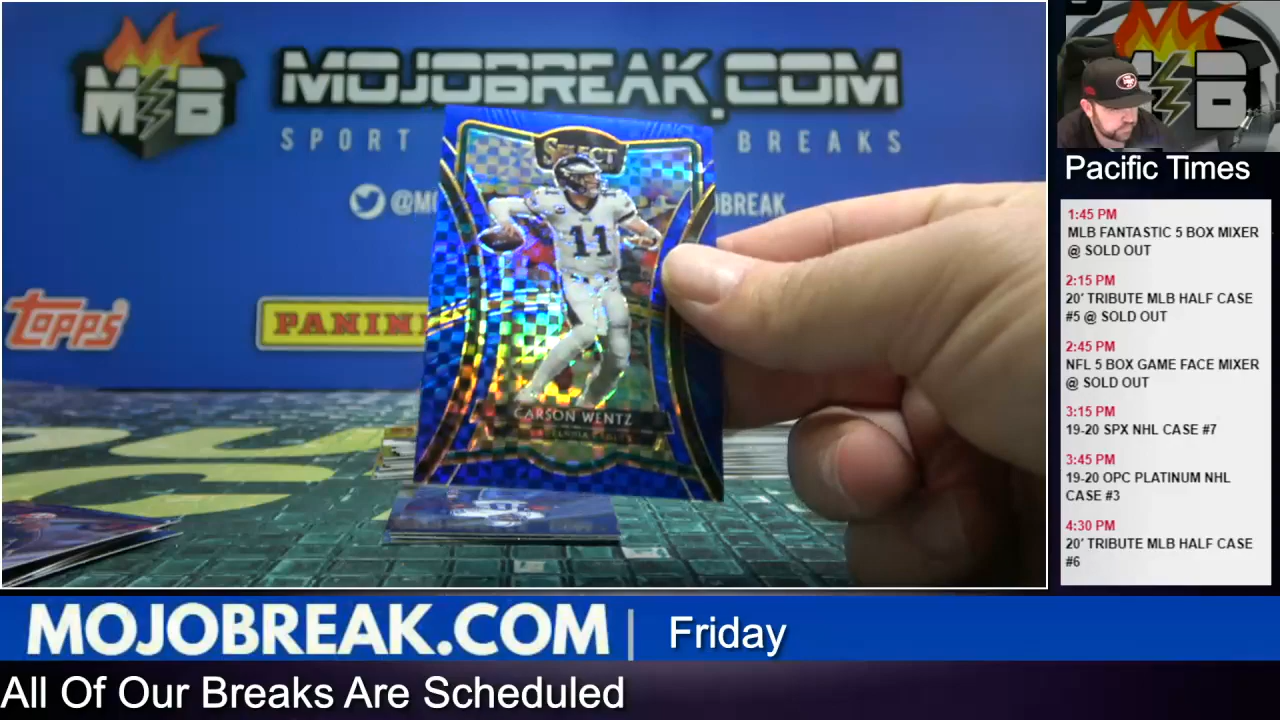 MB
MOJOBREAK.COM
SPORT BREAKS
@M BREAK
Topps
PANINI
SELECT
11
CARSON WENTZ
MB
Pacific Times
1:45 PM
MLB FANTASTIC 5 BOX MIXER
@ SOLD OUT
2:15 PM
20' TRIBUTE MLB HALF CASE
#5 @ SOLD OUT
2:45 PM
NFL 5 BOX GAME FACE MIXER
@ SOLD OUT
3:15 PM
19-20 SPX NHL CASE #7
3:45 PM
19-20 OPC PLATINUM NHL
CASE #3
4:30 PM
20' TRIBUTE MLB HALF CASE
#6
MOJOBREAK.COM | Friday
All Of Our Breaks Are Scheduled